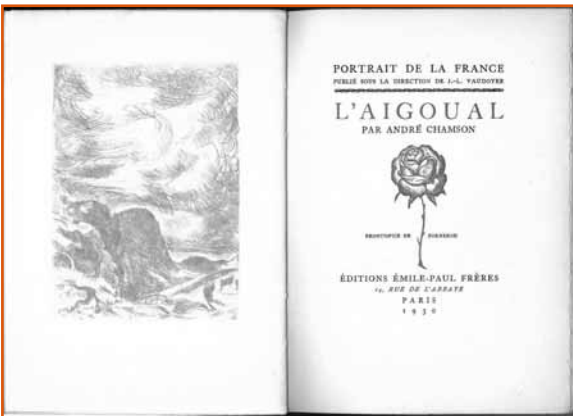 PORTRAIT DE LA FRANCE
PUBLIÉ SOUS LA DIRECTION DE J.-L. VAUDOYER
L'AIGOUAL
PAR ANDRÉ CHAMSON
FRONTISPICE DE
ÉDITIONS ÉMILE-PAUL FRÈRES
14, RUE DE L'ABBAYE
PARIS
1930